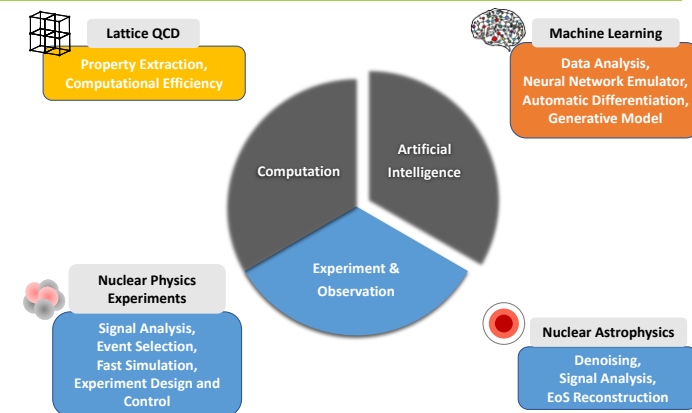 Lattice QCD
Property Extraction,
Computational Efficiency
Machine Learning
Data Analysis,
Neural Network Emulator,
Automatic Differentiation,
Generative Model
Computation
Artificial
Intelligence
Experiment &
Observation
Nuclear Physics
Experiments
Signal Analysis,
Event Selection,
Fast Simulation,
Experiment Design and
Control
Nuclear Astrophysics
Denoising,
Signal Analysis,
EoS Reconstruction